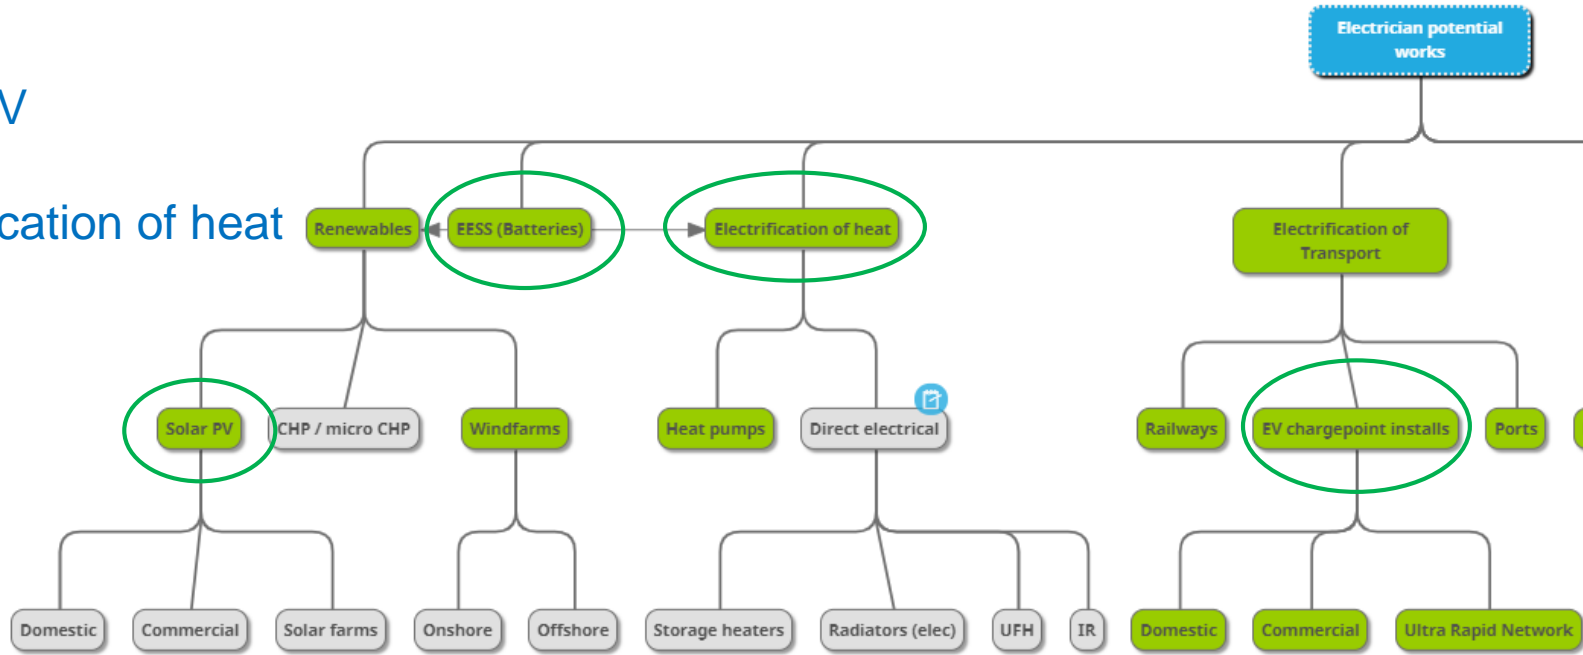 Electrician potential
works
V
cation of heat
Renewables
EESS (Batteries)
Electrification of heat
Electrification of
Transport
Solar PV
CHP / micro CHP
Windfarms
Heat pumps
Direct electrical
Railways
EV chargepoint installs
Ports
Domestic
Commercial
Solar farms
Onshore
Offshore
Storage heaters
Radiators (elec)
UFH
IR
Domestic
Commercial
Ultra Rapid Network